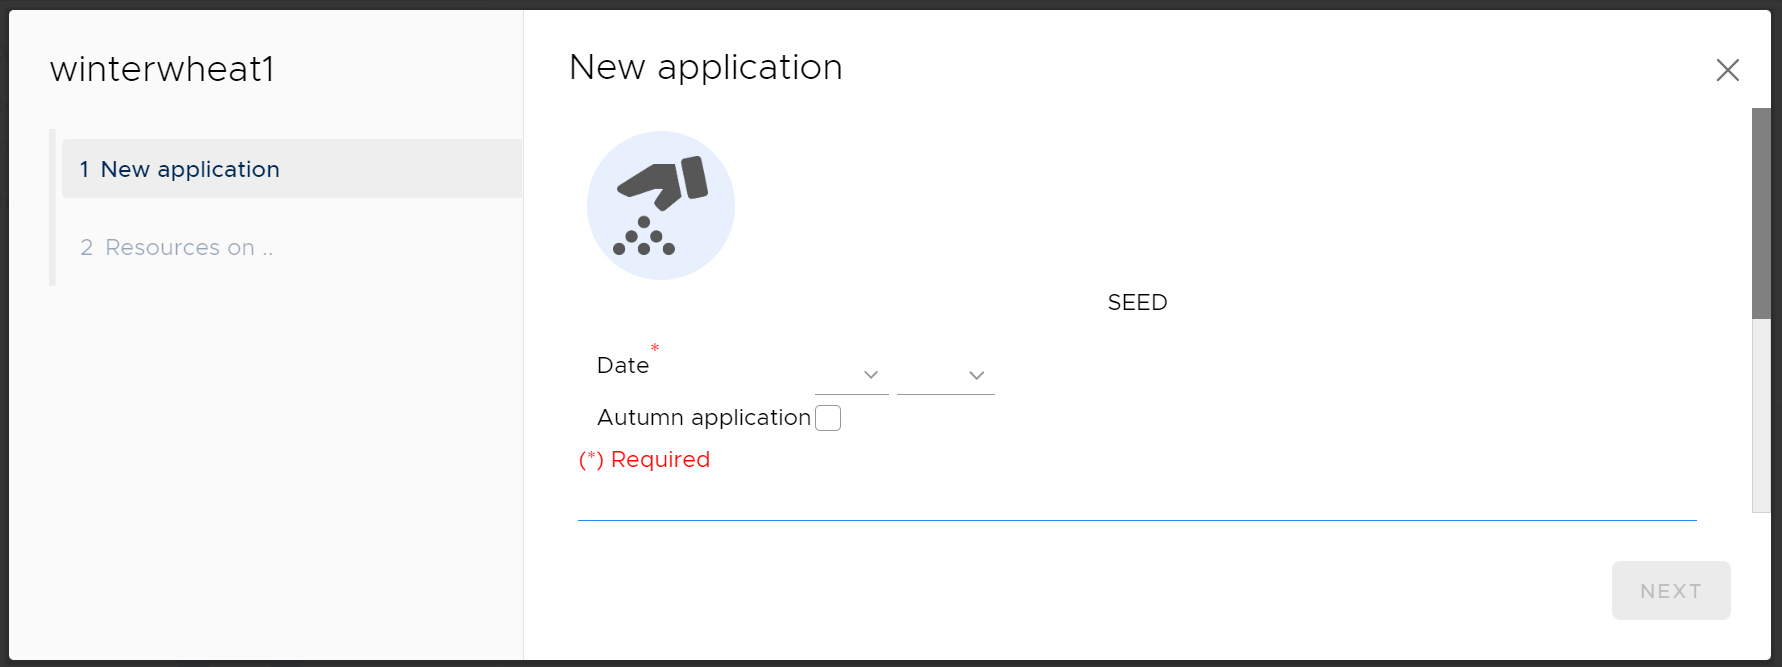 winterwheat1
1 New application
2 Resources on ..
New application
SEED
Date*
Autumn application
(*) Required
NEXT